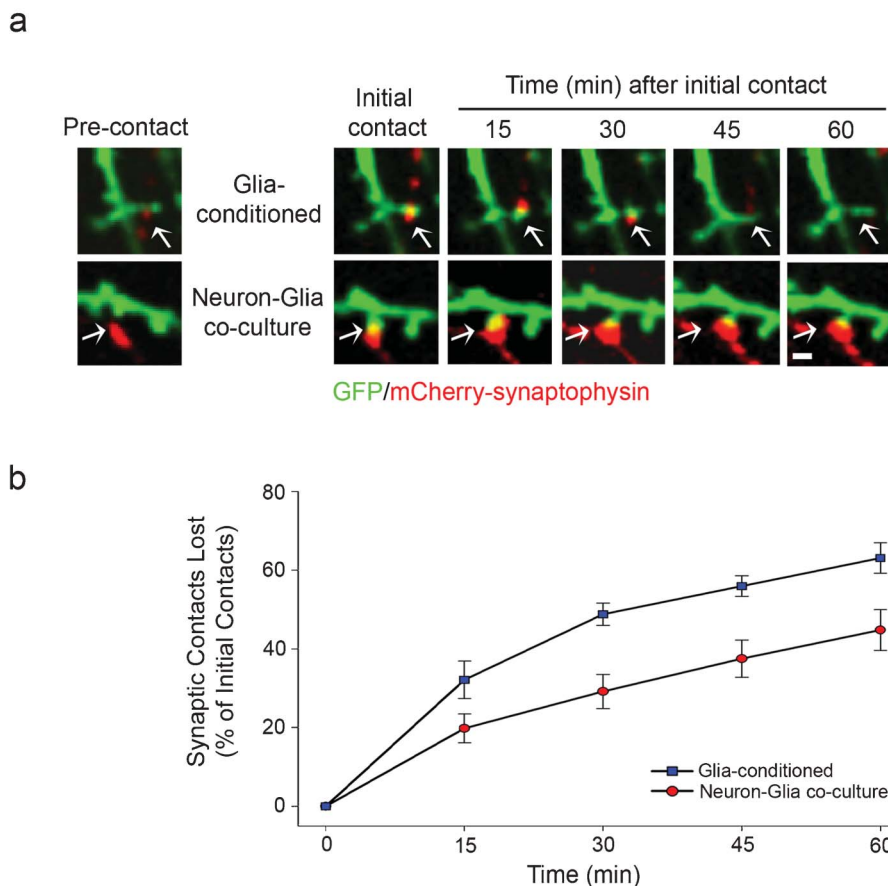 a
Time (min) after initial contact
Initial
contact
Pre-contact
15 30 45 60
Glia-
conditioned
Neuron-Glia
co-culture
GFP/mCherry-synaptophysin
b
Synaptic Contacts Lost
(% of Initial Contacts)
80
60
40
20
0
Glia-conditioned
Neuron-Glia co-culture
0 15 30 45 60
Time (min)